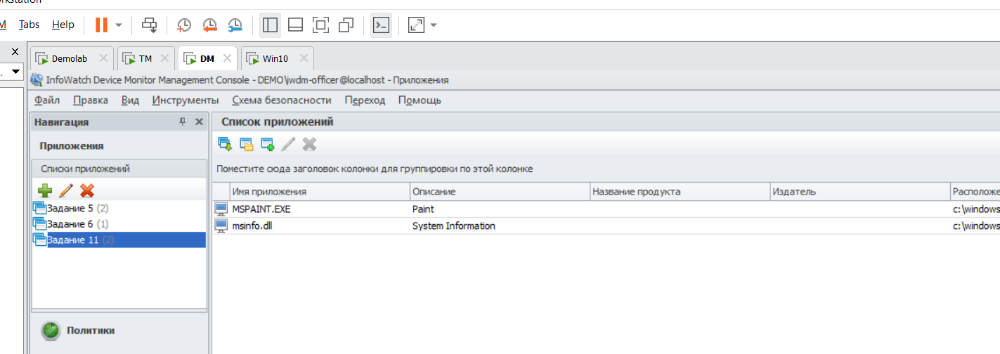 M Tabs Help
Demolab TM DM Win10
InfoWatch Device Monitor Management Console - DEMO\iwdm-officer@localhost - Приложения
Файл Правка Вид Инструменты Схема безопасности Переход Помощь
Навигация
Приложения
Списки приложений
Задание 5 (2)
Задание 6 (1)
Задание 11 (2)
Политики
Список приложений
Поместите сюда заголовок колонки для группировки по этой колонке
Имя приложения Описание Название продукта Издатель Расположе
MSPAINT.EXE Paint c:\windows
msinfo.dll System Information c:\windows